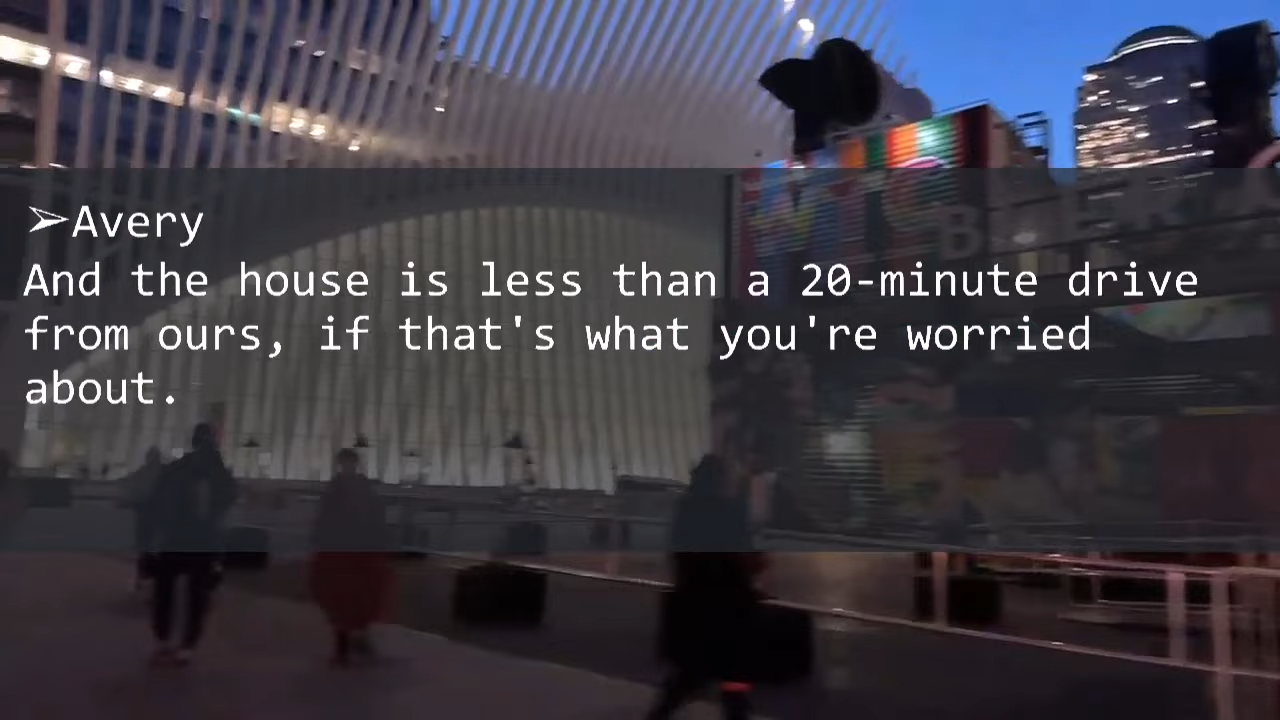 ➢Avery
And the house is less than a 20-minute drive
from ours, if that's what you're worried
about.
WTC